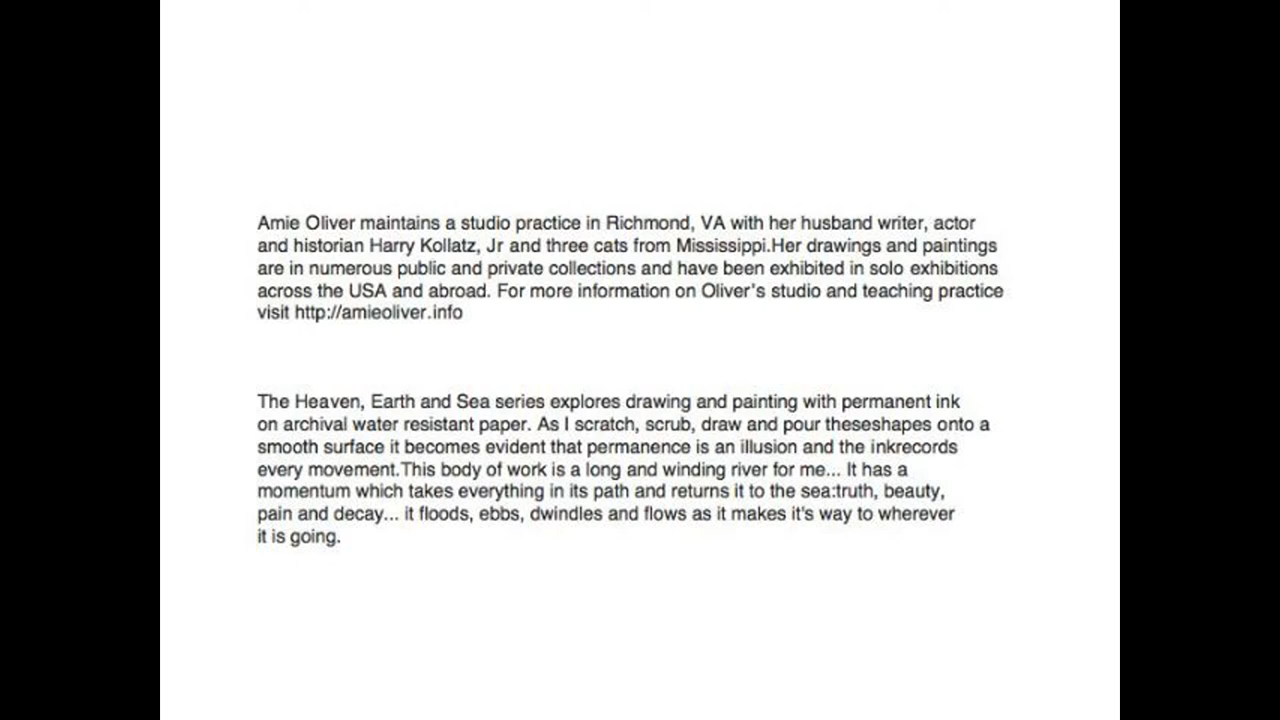 Amie Oliver maintains a studio practice in Richmond, VA with her husband writer, actor
and historian Harry Kollatz, Jr and three cats from Mississippi.Her drawings and paintings
are in numerous public and private collections and have been exhibited in solo exhibitions
across the USA and abroad. For more information on Oliver's studio and teaching practice
visit http://amieoliver.info
The Heaven, Earth and Sea series explores drawing and painting with permanent ink
on archival water resistant paper. As I scratch, scrub, draw and pour theseshapes onto a
smooth surface it becomes evident that permanence is an illusion and the inkrecords
every movement.This body of work is a long and winding river for me... It has a
momentum which takes everything in its path and returns it to the sea:truth, beauty,
pain and decay... it floods, ebbs, dwindles and flows as it makes it's way to wherever
it is going.